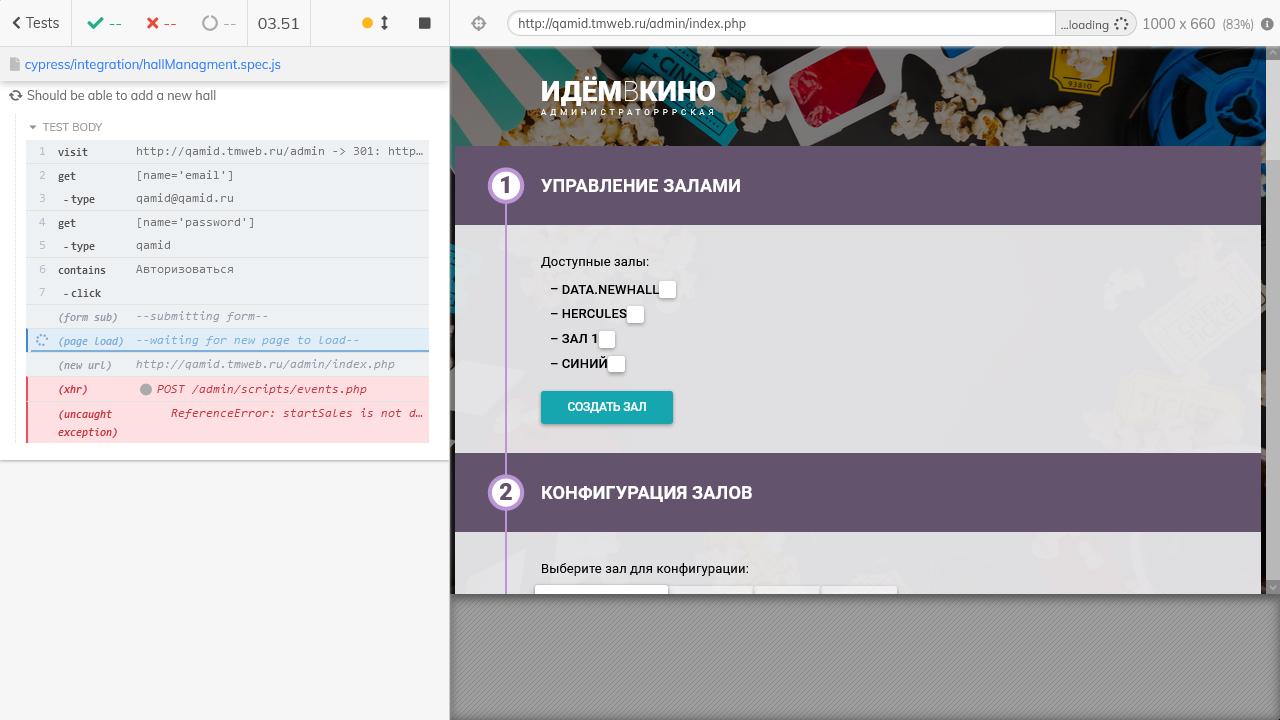 Tests
--
--
--
03.51
http://qamid.tmweb.ru/admin/index.php
...loading
1000 x 660 (83%)
cypress/integration/hallManagment.spec.js
Should be able to add a new hall
TEST BODY
1 visit http://qamid.tmweb.ru/admin -> 301: http…
2 get [name='email']
3 -type qamid@qamid.ru
4 get [name='password']
5 -type qamid
6 contains Авторизоваться
7 -click
(form sub) --submitting form--
(page load) --waiting for new page to load--
(new url) http://qamid.tmweb.ru/admin/index.php
(xhr) POST /admin/scripts/events.php
(uncaught exception) ReferenceError: startSales is not d…
CINE
93810
ИДЁМВКИНО
АДМИНИСТРАТОРРРСКАЯ
1 УПРАВЛЕНИЕ ЗАЛАМИ
Доступные залы:
– DATA.NEWHALL
– HERCULES
– ЗАЛ 1
– СИНИЙ
СОЗДАТЬ ЗАЛ
2 КОНФИГУРАЦИЯ ЗАЛОВ
Выберите зал для конфигурации: